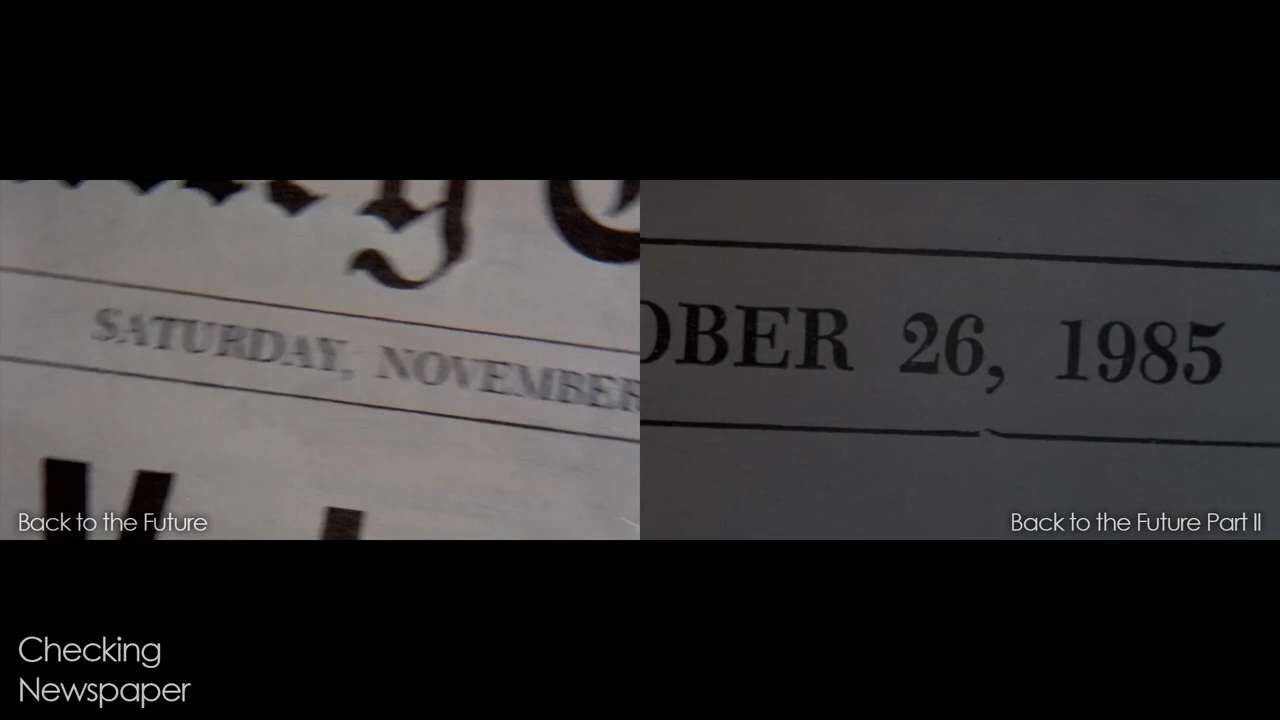 SATURDAY, NOVEMBER
OBER 26, 1985
Back to the Future
Back to the Future Part II
Checking
Newspaper